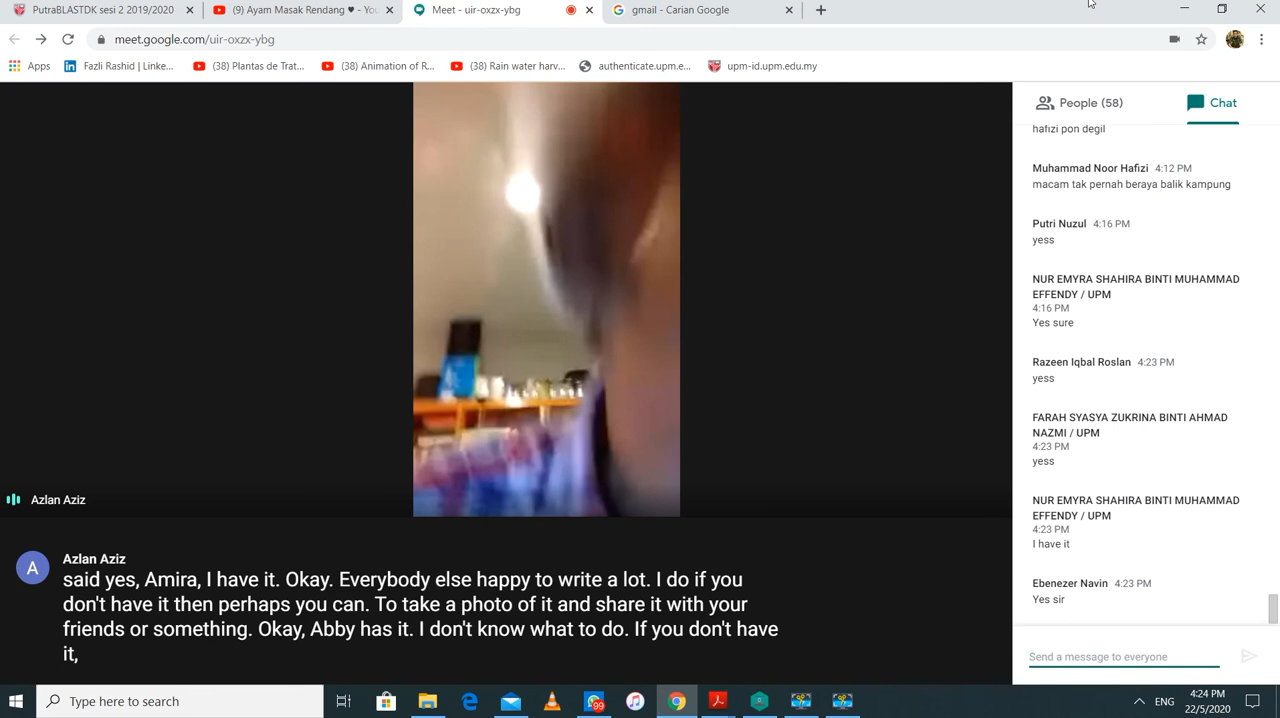 PutraBLASTDK sesi 2 2019/2020
(9) Ayam Masak Rendang ♥ - You
Meet - uir-oxzx-ybg
gmail - Carian Google
meet.google.com/uir-oxzx-ybg
Apps
Fazli Rashid | Linke...
(38) Plantas de Trat...
(38) Animation of R...
(38) Rain water harv...
authenticate.upm.e...
upm-id.upm.edu.my
People (58)
Chat
hafizi pon degil
Muhammad Noor Hafizi 4:12 PM
macam tak pernah beraya balik kampung
Putri Nuzul 4:16 PM
yess
NUR EMYRA SHAHIRA BINTI MUHAMMAD
EFFENDY / UPM
4:16 PM
Yes sure
Razeen Iqbal Roslan 4:23 PM
yess
FARAH SYASYA ZUKRINA BINTI AHMAD
NAZMI / UPM
4:23 PM
yess
NUR EMYRA SHAHIRA BINTI MUHAMMAD
EFFENDY / UPM
4:23 PM
I have it
Ebenezer Navin 4:23 PM
Yes sir
Send a message to everyone
Azlan Aziz
A
Azlan Aziz
said yes, Amira, I have it. Okay. Everybody else happy to write a lot. I do if you
don't have it then perhaps you can. To take a photo of it and share it with your
friends or something. Okay, Abby has it. I don't know what to do. If you don't have
it,
Type here to search
99
ENG
4:24 PM
22/5/2020